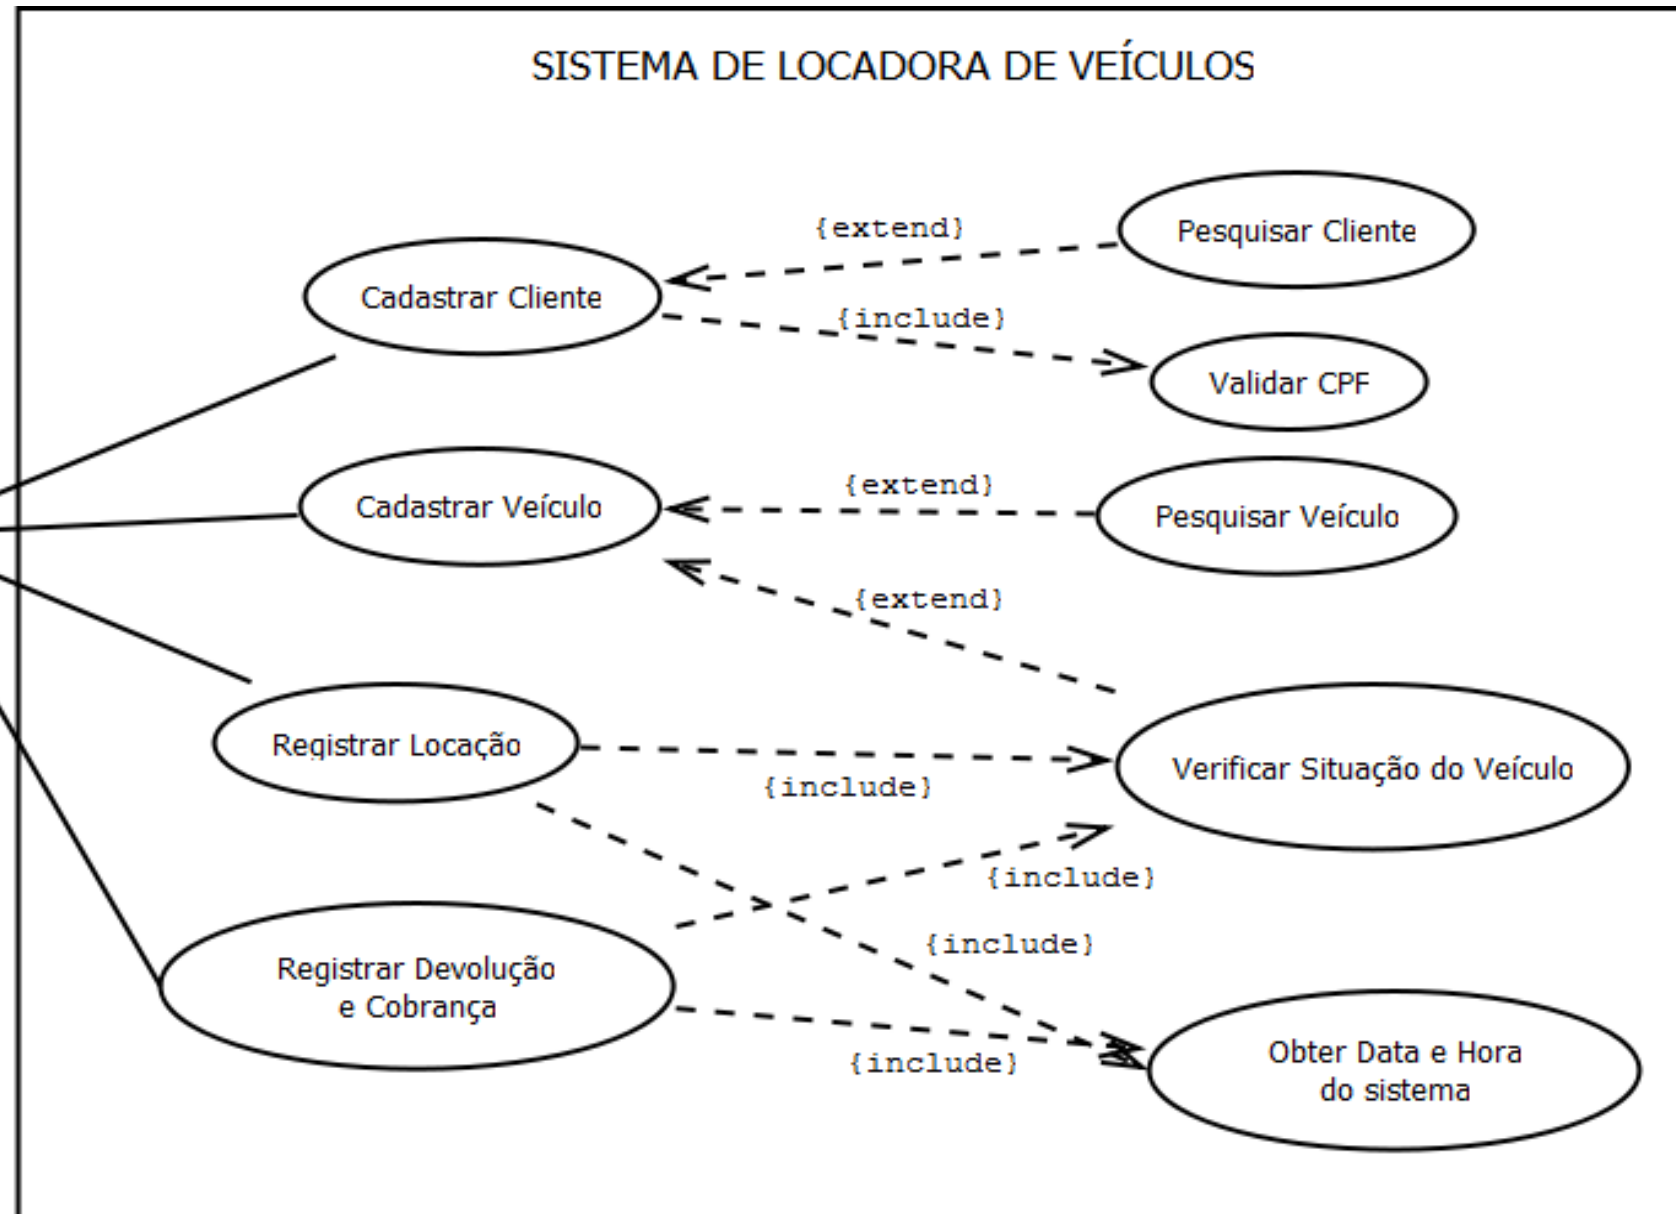 SISTEMA DE LOCADORA DE VEÍCULOS
{extend}
Pesquisar Cliente
Cadastrar Cliente
{include}
Validar CPF
{extend}
Cadastrar Veículo
Pesquisar Veículo
{extend}
Registrar Locação
Verificar Situação do Veículo
{include}
{include}
{include}
Registrar Devolução
e Cobrança
{include}
Obter Data e Hora
do sistema